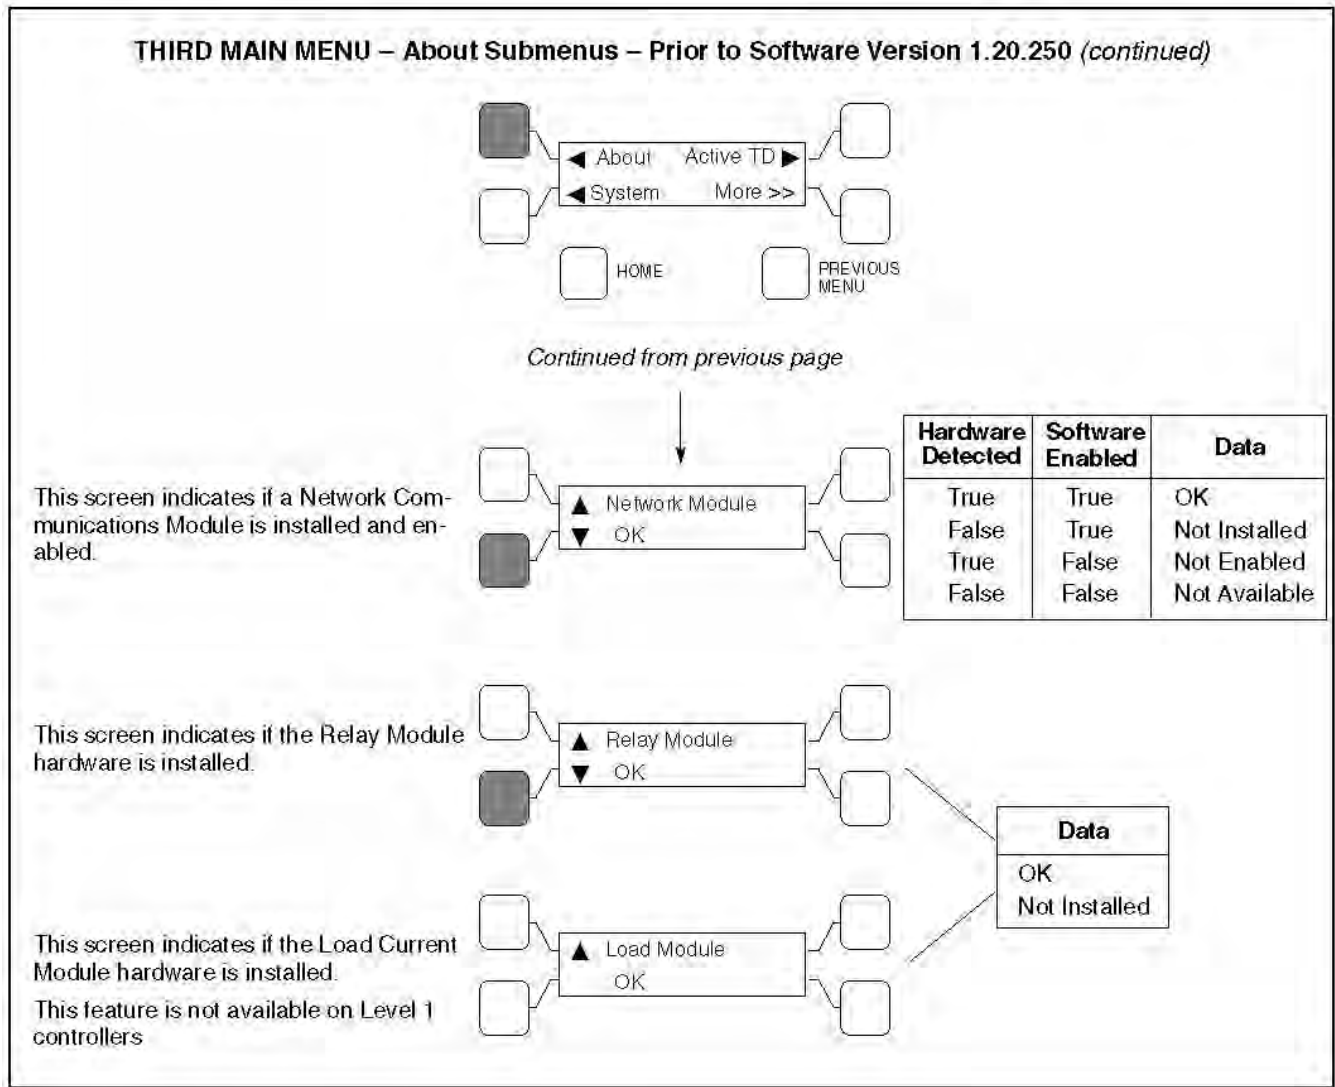 THIRD MAIN MENU – About Submenus – Prior to Software Version 1.20.250 (continued)
◀ About Active TD ▶
◀ System More >>
HOME
PREVIOUS
MENU
Continued from previous page
This screen indicates if a Network Com-
munications Module is installed and en-
abled.
▲ Network Module
▼ OK
Hardware Detected Software Enabled Data
True True OK
False True Not Installed
True False Not Enabled
False False Not Available
This screen indicates if the Relay Module
hardware is installed.
▲ Relay Module
▼ OK
Data
OK
Not Installed
This screen indicates if the Load Current
Module hardware is installed.
This feature is not available on Level 1
controllers
▲ Load Module
OK